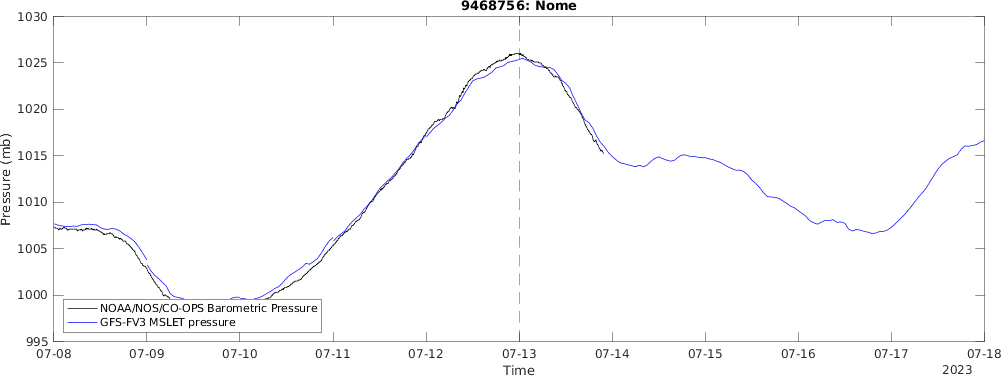 9468756: Nome
1030
1025
1020
1015
1010
1005
1000
995
Pressure (mb)
NOAA/NOS/CO-OPS Barometric Pressure
GFS-FV3 MSLET pressure
07-08 07-09 07-10 07-11 07-12 07-13 07-14 07-15 07-16 07-17 07-18
Time
2023